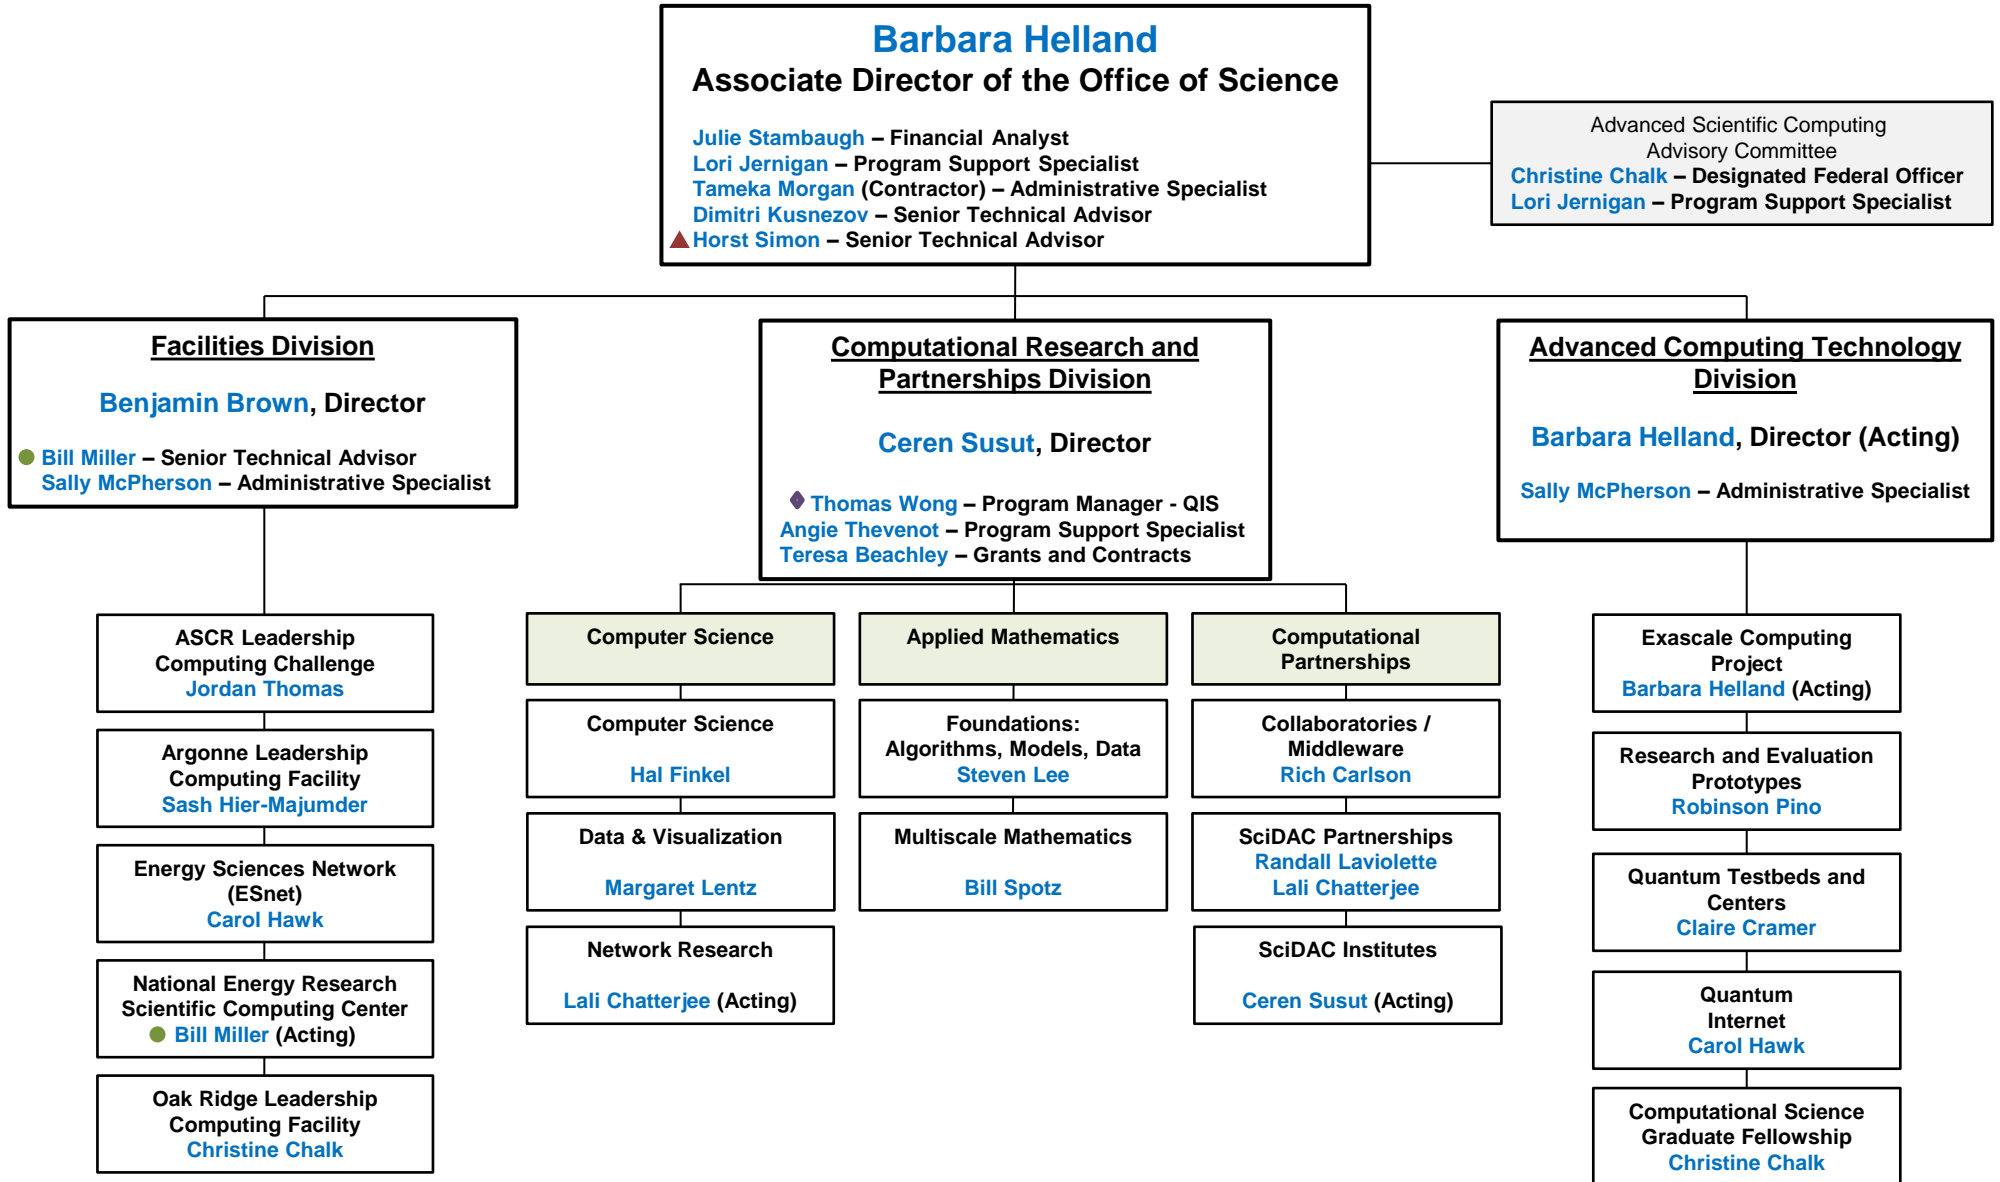 Barbara Helland
Associate Director of the Office of Science
Julie Stambaugh – Financial Analyst
Lori Jernigan – Program Support Specialist
Tameka Morgan (Contractor) – Administrative Specialist
Dimitri Kusnezov – Senior Technical Advisor
Horst Simon – Senior Technical Advisor
Advanced Scientific Computing
Advisory Committee
Christine Chalk – Designated Federal Officer
Lori Jernigan – Program Support Specialist
Facilities Division
Benjamin Brown, Director
Bill Miller – Senior Technical Advisor
Sally McPherson – Administrative Specialist
Computational Research and
Partnerships Division
Ceren Susut, Director
Thomas Wong – Program Manager - QIS
Angie Thevenot – Program Support Specialist
Teresa Beachley – Grants and Contracts
Advanced Computing Technology
Division
Barbara Helland, Director (Acting)
Sally McPherson – Administrative Specialist
ASCR Leadership
Computing Challenge
Jordan Thomas
Argonne Leadership
Computing Facility
Sash Hier-Majumder
Energy Sciences Network
(ESnet)
Carol Hawk
National Energy Research
Scientific Computing Center
Bill Miller (Acting)
Oak Ridge Leadership
Computing Facility
Christine Chalk
Computer Science
Computer Science
Hal Finkel
Data & Visualization
Margaret Lentz
Network Research
Lali Chatterjee (Acting)
Applied Mathematics
Foundations:
Algorithms, Models, Data
Steven Lee
Multiscale Mathematics
Bill Spotz
Computational
Partnerships
Collaboratories /
Middleware
Rich Carlson
SciDAC Partnerships
Randall Laviolette
Lali Chatterjee
SciDAC Institutes
Ceren Susut (Acting)
Exascale Computing
Project
Barbara Helland (Acting)
Research and Evaluation
Prototypes
Robinson Pino
Quantum Testbeds and
Centers
Claire Cramer
Quantum
Internet
Carol Hawk
Computational Science
Graduate Fellowship
Christine Chalk